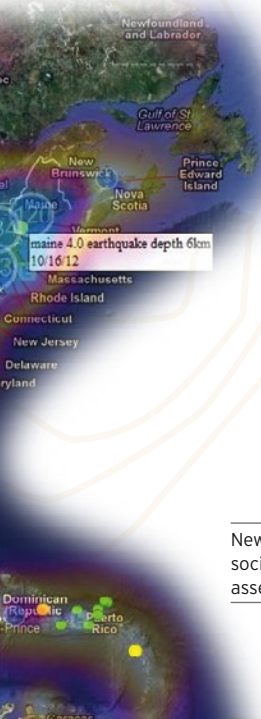 Newfoundland
and Labrador
Gulf of St
Lawrence
New
Brunswick
Prince
Edward
Island
Nova
Scotia
Maine
Vermont
maine 4.0 earthquake depth 6km
10/16/12
Massachusetts
Rhode Island
Connecticut
New Jersey
Delaware
ryland
New
soci
asse
Dominican
Republic
-Prince
Puerto
Rico
Caracas